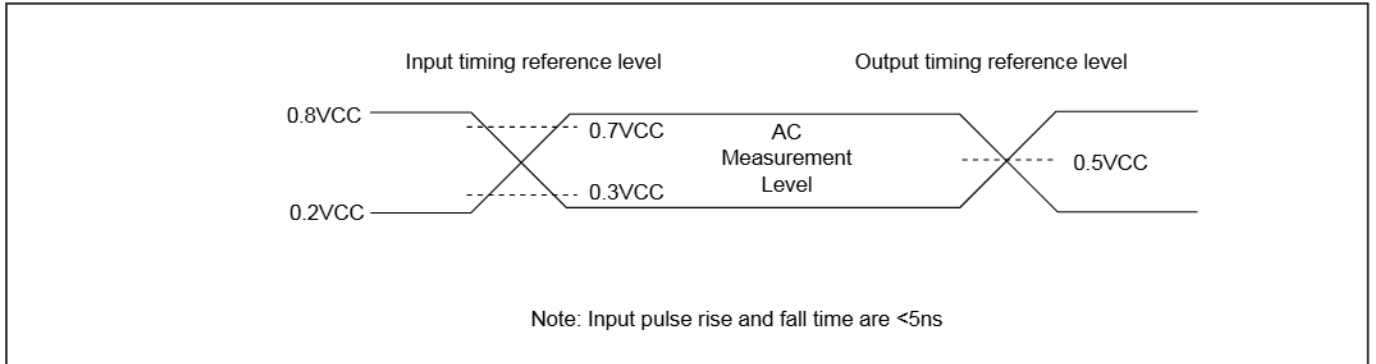 Input timing reference level
Output timing reference level
0.8VCC
0.7VCC
AC
Measurement
Level
0.5VCC
0.3VCC
0.2VCC
Note: Input pulse rise and fall time are <5ns